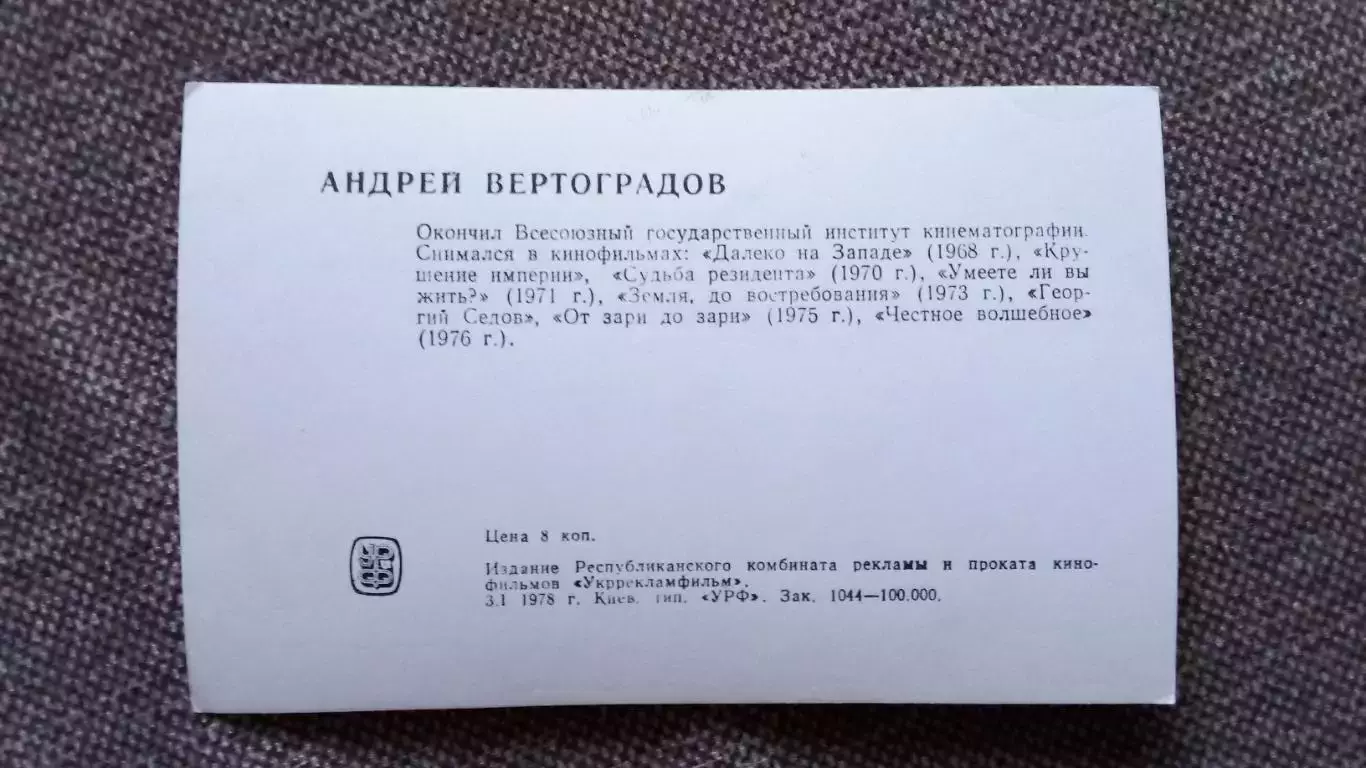 АНДРЕЙ ВЕРТОГРАДОВ
Окончил Всесоюзный государственный институт кинематографии.
Снимался в кинофильмах: «Далеко на Западе» (1968 г.), «Кру-
шение империи», «Судьба резидента» (1970 г.), «Умеете ли вы
жить?» (1971 г.), «Земля, до востребования» (1973 г.), «Геор-
гий Седов», «От зари до зари» (1975 г.), «Честное волшебное»
(1976 г.).
Цена 8 коп.
Издание Республиканского комбината рекламы и проката кино-
фильмов «Укррекламфильм».
3.I 1978 г. Киев. тип. «УРФ». Зак. 1044—100.000.